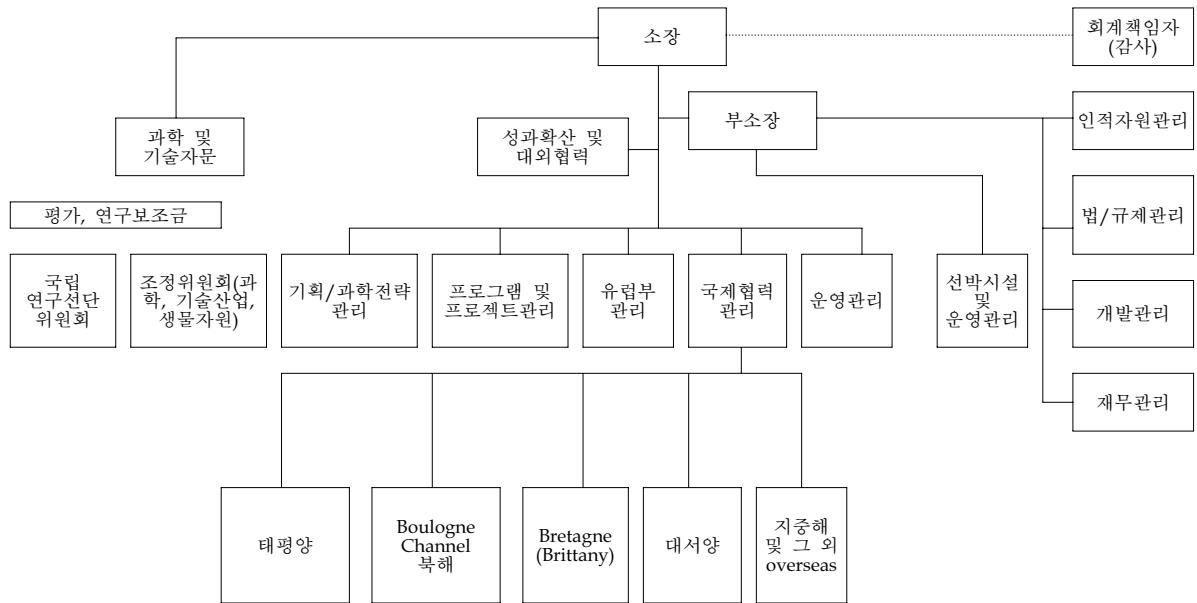 소장
회계책임자
(감사)
부소장
인적자원관리
과학 및
기술자문
성과확산 및
대외협력
평가, 연구보조금
법/규제관리
국립
연구선단
위원회
조정위원회(과
학, 기술산업,
생물자원)
기획/과학전략
관리
프로그램 및
프로젝트관리
유럽부
관리
국제협력
관리
운영관리
선박시설
및
운영관리
개발관리
재무관리
태평양
Boulogne
Channel
북해
Bretagne
(Brittany)
대서양
지중해
및 그 외
overseas